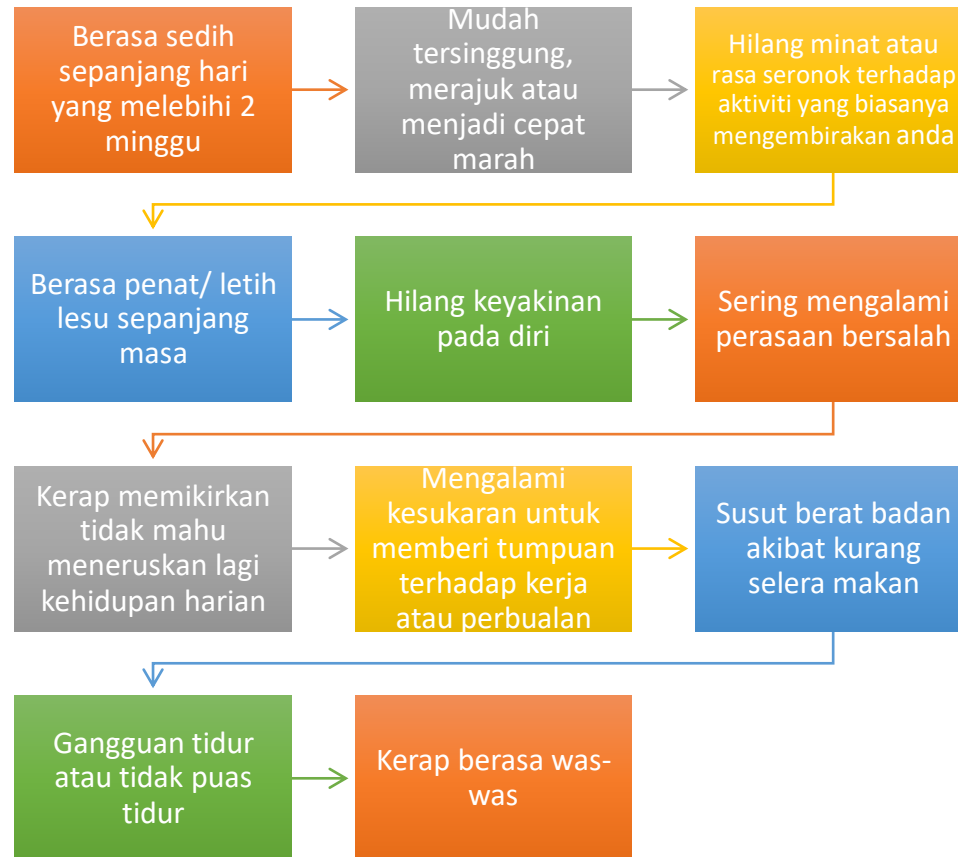 Berasa sedih
sepanjang hari
yang melebihi 2
minggu
Mudah
tersinggung,
merajuk atau
menjadi cepat
marah
Hilang minat atau
rasa seronok terhadap
aktiviti yang biasanya
mengembirakan anda
Berasa penat/ letih
lesu sepanjang
masa
Hilang keyakinan
pada diri
Sering mengalami
perasaan bersalah
Kerap memikirkan
tidak mahu
meneruskan lagi
kehidupan harian
Mengalami
kesukaran untuk
memberi tumpuan
terhadap kerja
atau perbualan
Susut berat badan
akibat kurang
selera makan
Gangguan tidur
atau tidak puas
tidur
Kerap berasa was-
was